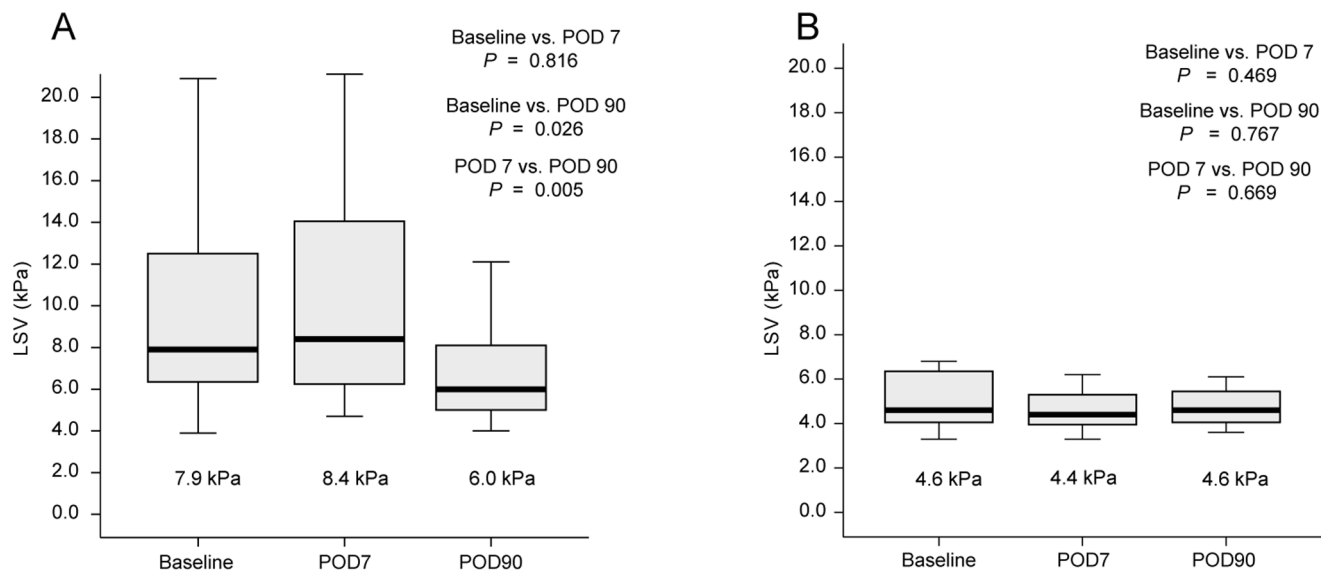 A
Baseline vs. POD 7
P = 0.816
Baseline vs. POD 90
P = 0.026
POD 7 vs. POD 90
P = 0.005
LSV (kPa)
20.0
18.0
16.0
14.0
12.0
10.0
8.0
6.0
4.0
2.0
0.0
7.9 kPa
8.4 kPa
6.0 kPa
Baseline
POD7
POD90
B
Baseline vs. POD 7
P = 0.469
Baseline vs. POD 90
P = 0.767
POD 7 vs. POD 90
P = 0.669
LSV (kPa)
20.0
18.0
16.0
14.0
12.0
10.0
8.0
6.0
4.0
2.0
0.0
4.6 kPa
4.4 kPa
4.6 kPa
Baseline
POD7
POD90